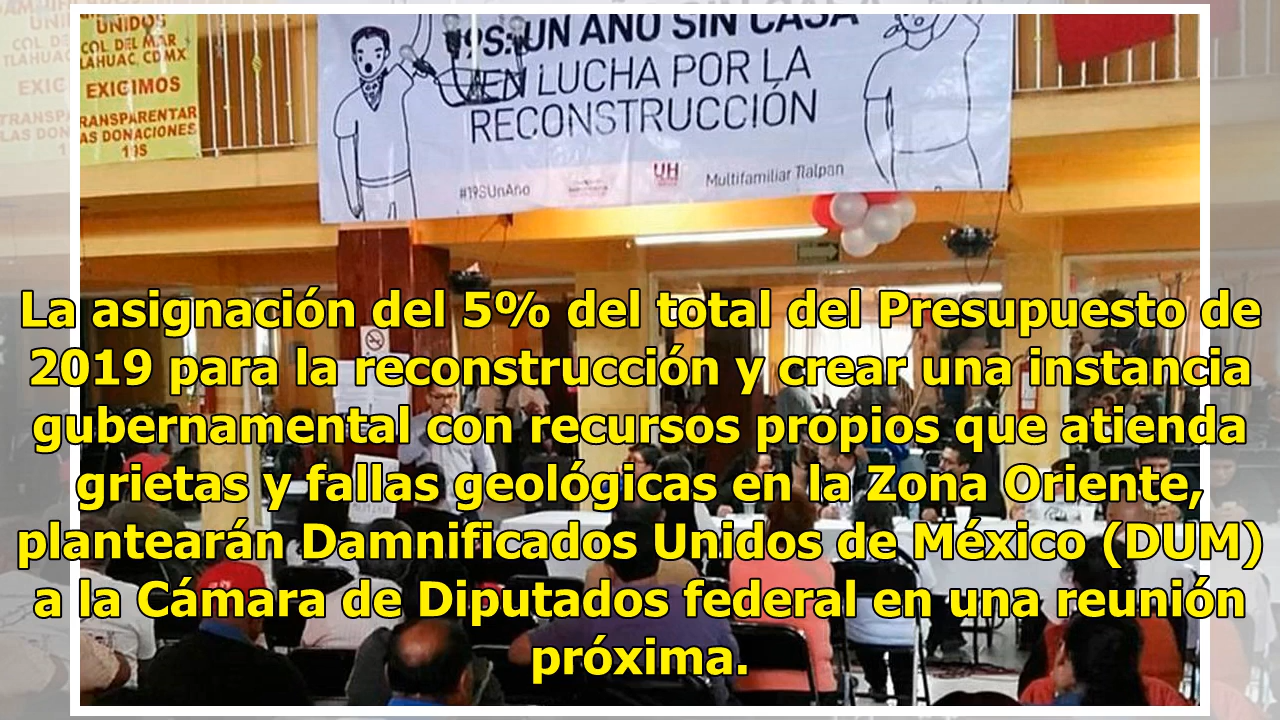 UNIDOS
COL. DEL MAR
TLAHUAC, CDMX
EXIGIMOS
TRANSPARENTAR
LAS DONACIONES
19S
19S: UN AÑO SIN CASA
EN LUCHA POR LA
RECONSTRUCCIÓN
#19SUnAño
UH
Multifamiliar Tlalpan
La asignación del 5% del total del Presupuesto de
2019 para la reconstrucción y crear una instancia
gubernamental con recursos propios que atienda
grietas y fallas geológicas en la Zona Oriente,
plantearán Damnificados Unidos de México (DUM)
a la Cámara de Diputados federal en una reunión
próxima.